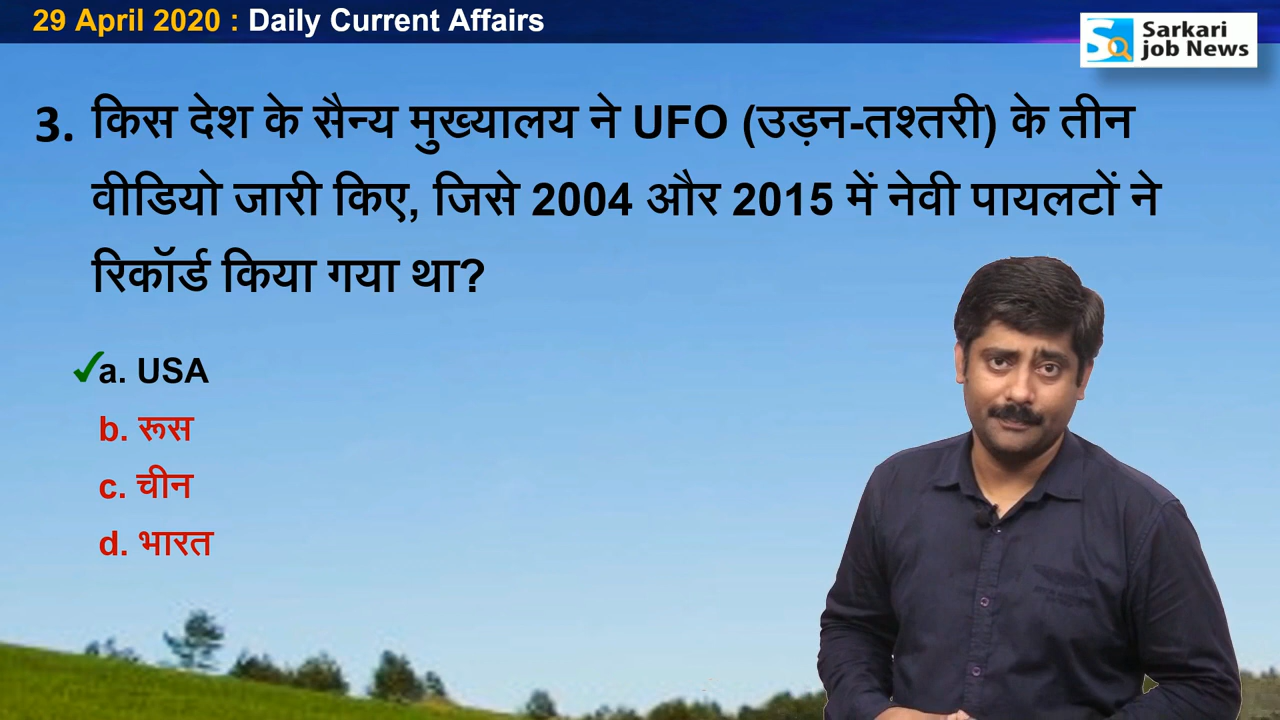 29 April 2020 : Daily Current Affairs
Sarkari
job News
3. किस देश के सैन्य मुख्यालय ने UFO (उड़न-तश्तरी) के तीन
वीडियो जारी किए, जिसे 2004 और 2015 में नेवी पायलटों ने
रिकॉर्ड किया गया था?
✓a. USA
b. रूस
c. चीन
d. भारत